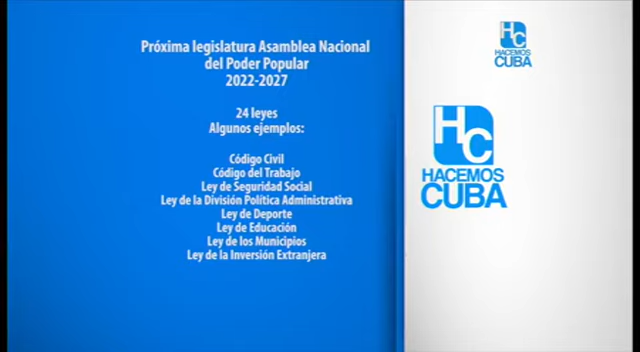 Próxima legislatura Asamblea Nacional
del Poder Popular
2022-2027
24 leyes
Algunos ejemplos:
Código Civil
Código del Trabajo
Ley de Seguridad Social
Ley de la División Política Administrativa
Ley de Deporte
Ley de Educación
Ley de los Municipios
Ley de la Inversión Extranjera
HC
HACEMOS
CUBA
HC
HACEMOS
CUBA